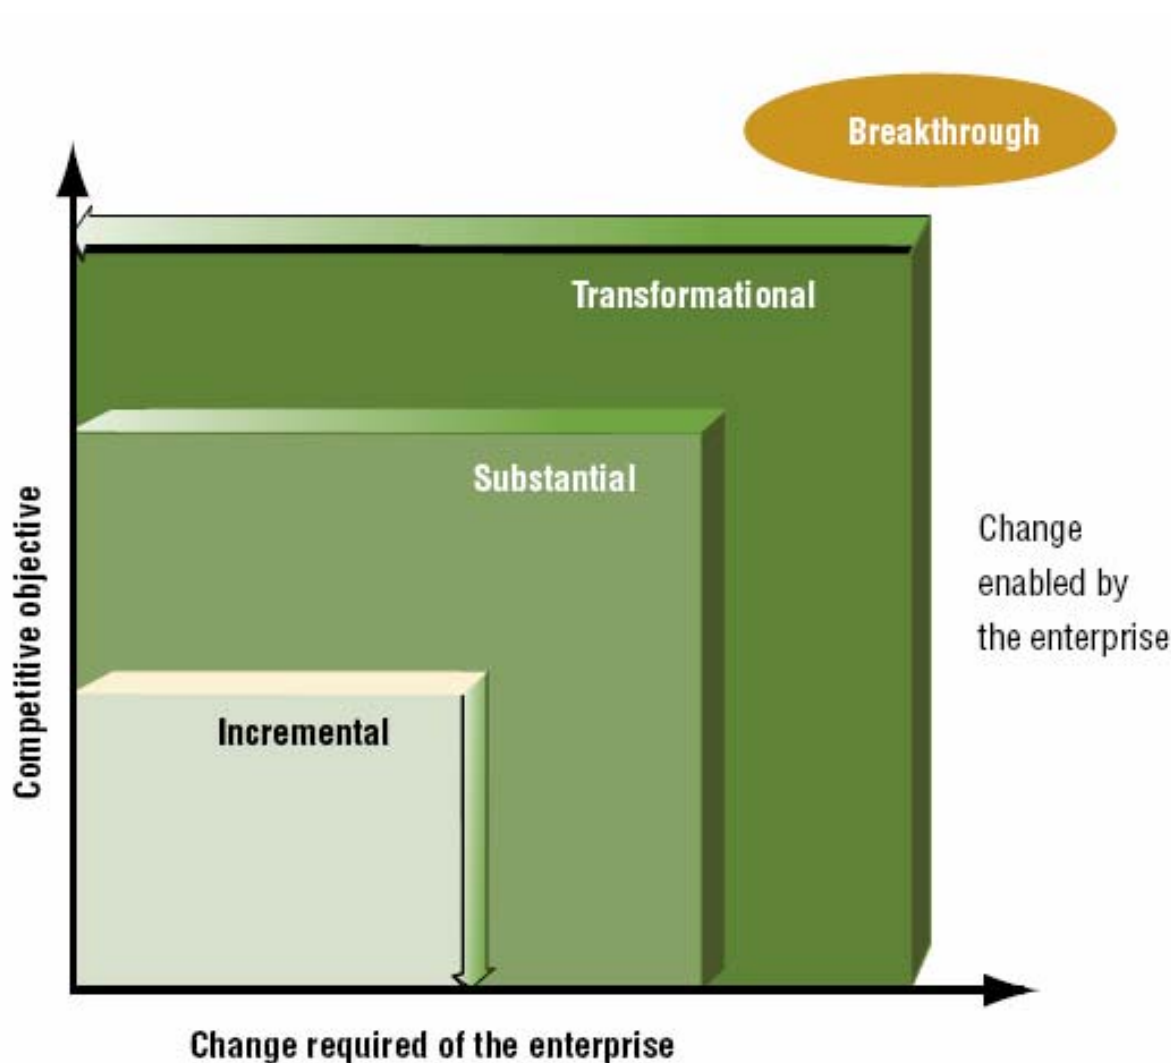 Breakthrough
Transformational
Substantial
Change
enabled by
the enterprise
Incremental
Competitive objective
Change required of the enterprise